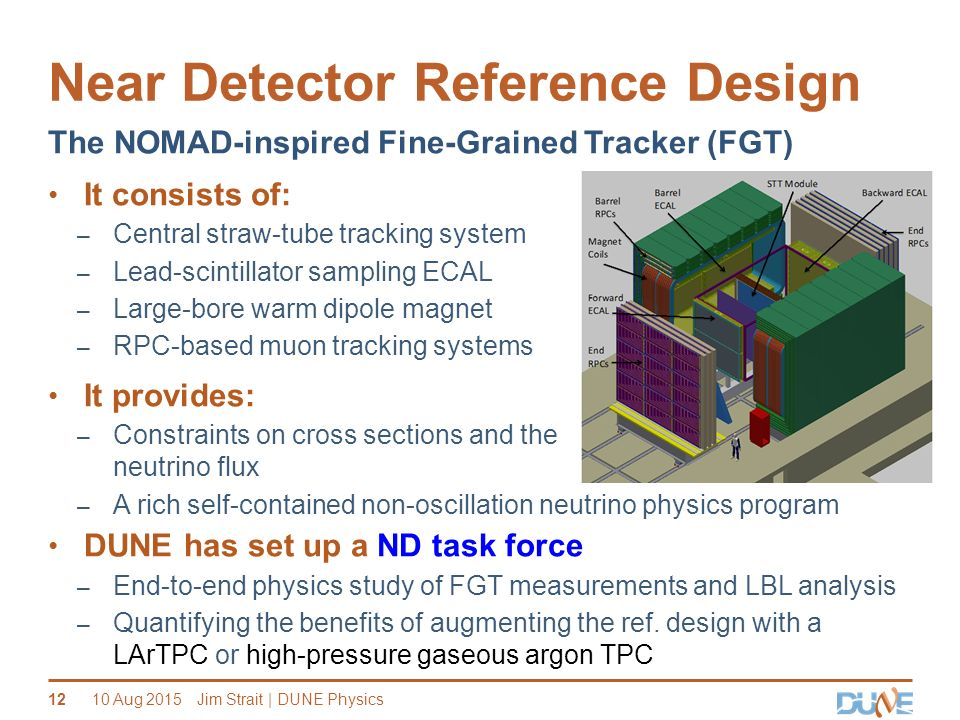 Near Detector Reference Design
The NOMAD-inspired Fine-Grained Tracker (FGT)
• It consists of:
– Central straw-tube tracking system
– Lead-scintillator sampling ECAL
– Large-bore warm dipole magnet
– RPC-based muon tracking systems
Barrel
RPCs
Barrel
ECAL
STT Module
Backward ECAL
End
RPCs
Magnet
Coils
Forward
ECAL
End
RPCs
• It provides:
– Constraints on cross sections and the
neutrino flux
– A rich self-contained non-oscillation neutrino physics program
• DUNE has set up a ND task force
– End-to-end physics study of FGT measurements and LBL analysis
– Quantifying the benefits of augmenting the ref. design with a
LArTPC or high-pressure gaseous argon TPC
12 10 Aug 2015 Jim Strait | DUNE Physics
DUNE